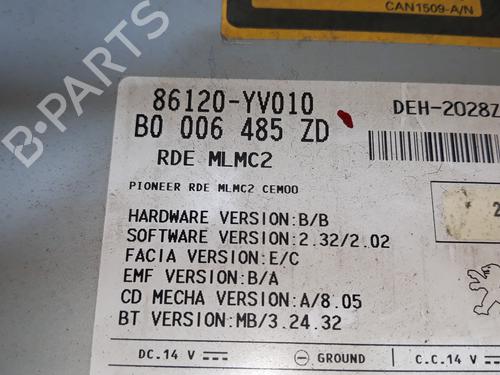 CAN1509-A/N
86120-YV010
DEH-2028Z
B0 006 485 ZD
RDE MLMC2
PIONEER RDE MLMC2 CEM00
HARDWARE VERSION:B/B
SOFTWARE VERSION:2.32/2.02
FACIA VERSION:E/C
EMF VERSION:B/A
CD MECHA VERSION:A/8.05
BT VERSION:MB/3.24.32
2
DC.14 V
GROUND
C.C.14 V
B-PARTS